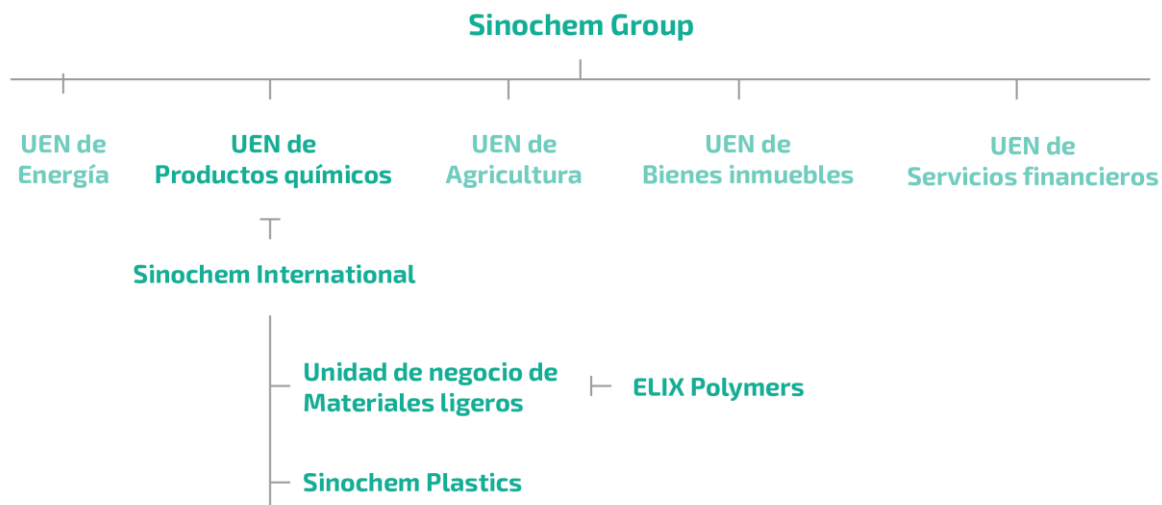 Sinochem Group
UEN de
Energía
UEN de
Productos químicos
UEN de
Agricultura
UEN de
Bienes inmuebles
UEN de
Servicios financieros
Sinochem International
Unidad de negocio de
Materiales ligeros
ELIX Polymers
Sinochem Plastics